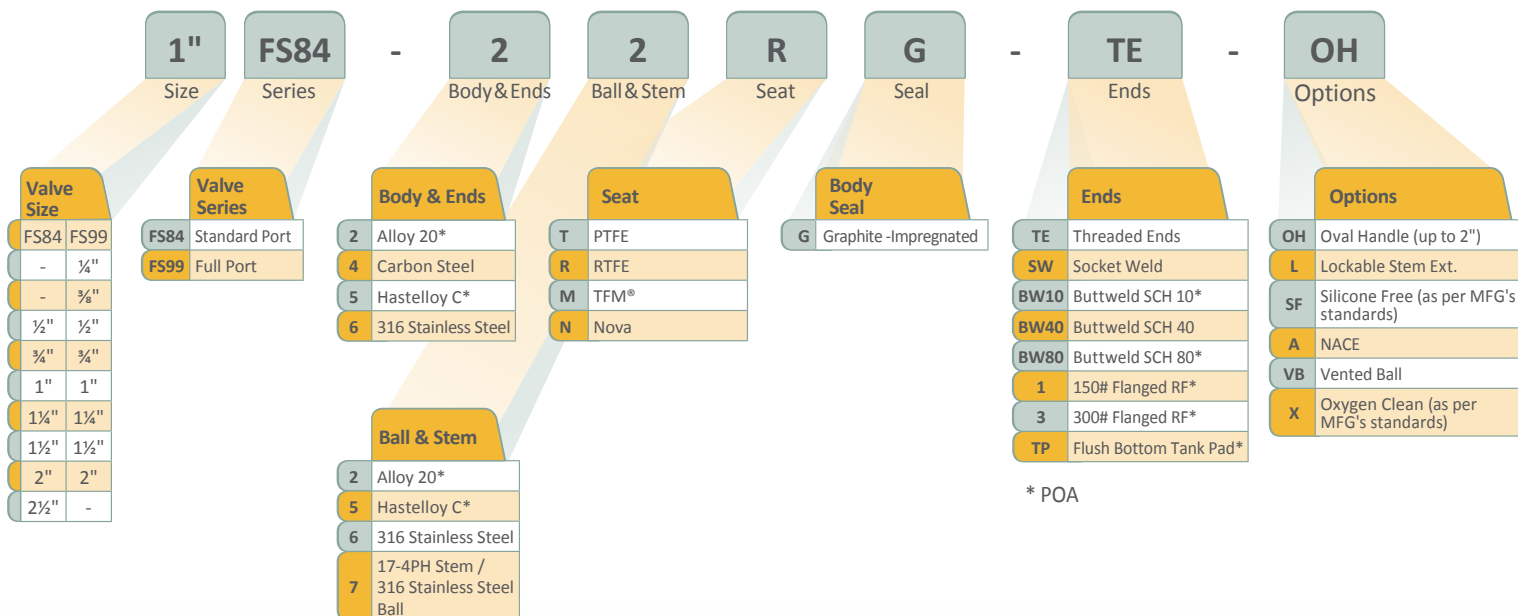 1" FS84 - 2 2 R G - TE - OH
Size Series Body & Ends Ball & Stem Seat Seal Ends Options
Valve
Size
FS84 FS99
- ¼"
- ⅜"
½" ½"
¾" ¾"
1" 1"
1¼" 1¼"
1½" 1½"
2" 2"
2½" -
Valve
Series
FS84 Standard Port
FS99 Full Port
Body & Ends
2 Alloy 20*
4 Carbon Steel
5 Hastelloy C*
6 316 Stainless Steel
Ball & Stem
2 Alloy 20*
5 Hastelloy C*
6 316 Stainless Steel
7 17-4PH Stem /
316 Stainless Steel
Ball
Seat
T PTFE
R RTFE
M TFM®
N Nova
Body
Seal
G Graphite -Impregnated
Ends
TE Threaded Ends
SW Socket Weld
BW10 Buttweld SCH 10*
BW40 Buttweld SCH 40
BW80 Buttweld SCH 80*
1 150# Flanged RF*
3 300# Flanged RF*
TP Flush Bottom Tank Pad*
* POA
Options
OH Oval Handle (up to 2")
L Lockable Stem Ext.
SF Silicone Free (as per MFG's
standards)
A NACE
VB Vented Ball
X Oxygen Clean (as per
MFG's standards)